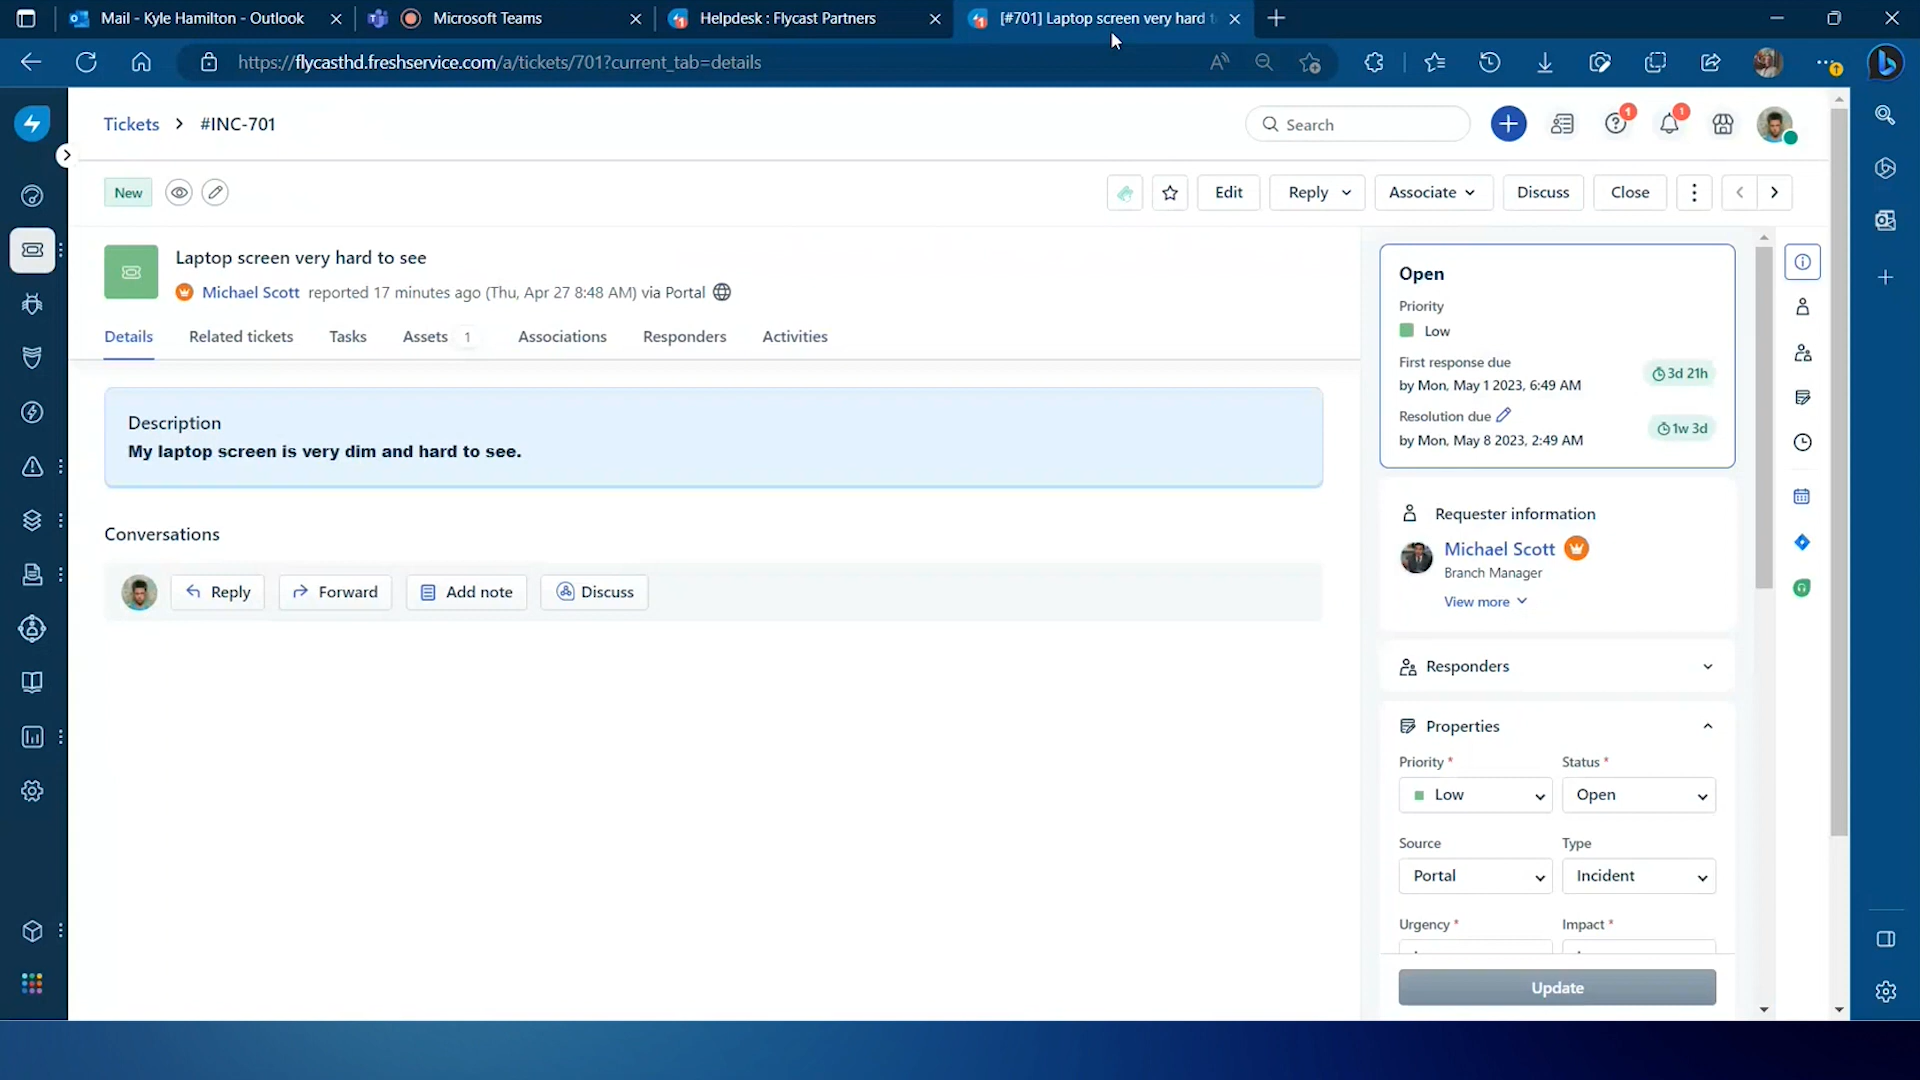 Mail - Kyle Hamilton - Outlook
Microsoft Teams
Helpdesk : Flycast Partners
[#701] Laptop screen very hard t
https://flycasthd.freshservice.com/a/tickets/701?current_tab=details
Tickets > #INC-701
Search
1
1
New
Edit
Reply
Associate
Discuss
Close
Laptop screen very hard to see
Michael Scott reported 17 minutes ago (Thu, Apr 27 8:48 AM) via Portal
Details
Related tickets
Tasks
Assets 1
Associations
Responders
Activities
Description
My laptop screen is very dim and hard to see.
Conversations
Reply
Forward
Add note
Discuss
Open
Priority
Low
First response due
by Mon, May 1 2023, 6:49 AM
3d 21h
Resolution due
by Mon, May 8 2023, 2:49 AM
1w 3d
Requester information
Michael Scott
Branch Manager
View more
Responders
Properties
Priority *
Status *
Low
Open
Source
Type
Portal
Incident
Urgency *
Impact *
Update